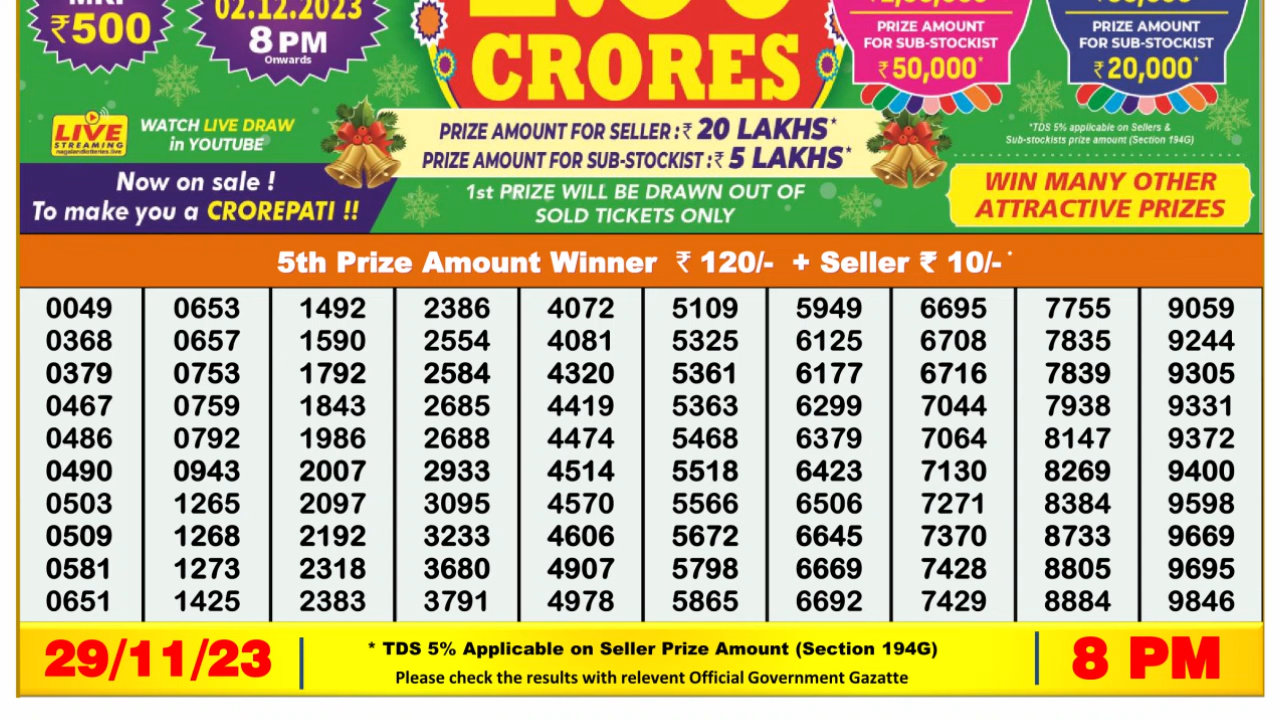 ₹500
02.12.2023
8 PM
Onwards
CRORES
PRIZE AMOUNT
FOR SUB-STOCKIST
₹50,000*
PRIZE AMOUNT
FOR SUB-STOCKIST
₹20,000*
LIVE
STREAMING
nagalandlotteries.live
WATCH LIVE DRAW
in YOUTUBE
PRIZE AMOUNT FOR SELLER :₹ 20 LAKHS*
PRIZE AMOUNT FOR SUB-STOCKIST :₹ 5 LAKHS*
*TDS 5% applicable on Sellers &
Sub-stockists prize amount (Section 194G)
Now on sale !
To make you a CROREPATI !!
1st PRIZE WILL BE DRAWN OUT OF
SOLD TICKETS ONLY
WIN MANY OTHER
ATTRACTIVE PRIZES
5th Prize Amount Winner ₹ 120/- + Seller ₹ 10/-*
0049 0653 1492 2386 4072 5109 5949 6695 7755 9059
0368 0657 1590 2554 4081 5325 6125 6708 7835 9244
0379 0753 1792 2584 4320 5361 6177 6716 7839 9305
0467 0759 1843 2685 4419 5363 6299 7044 7938 9331
0486 0792 1986 2688 4474 5468 6379 7064 8147 9372
0490 0943 2007 2933 4514 5518 6423 7130 8269 9400
0503 1265 2097 3095 4570 5566 6506 7271 8384 9598
0509 1268 2192 3233 4606 5672 6645 7370 8733 9669
0581 1273 2318 3680 4907 5798 6669 7428 8805 9695
0651 1425 2383 3791 4978 5865 6692 7429 8884 9846
29/11/23
* TDS 5% Applicable on Seller Prize Amount (Section 194G)
Please check the results with relevent Official Government Gazatte
8 PM